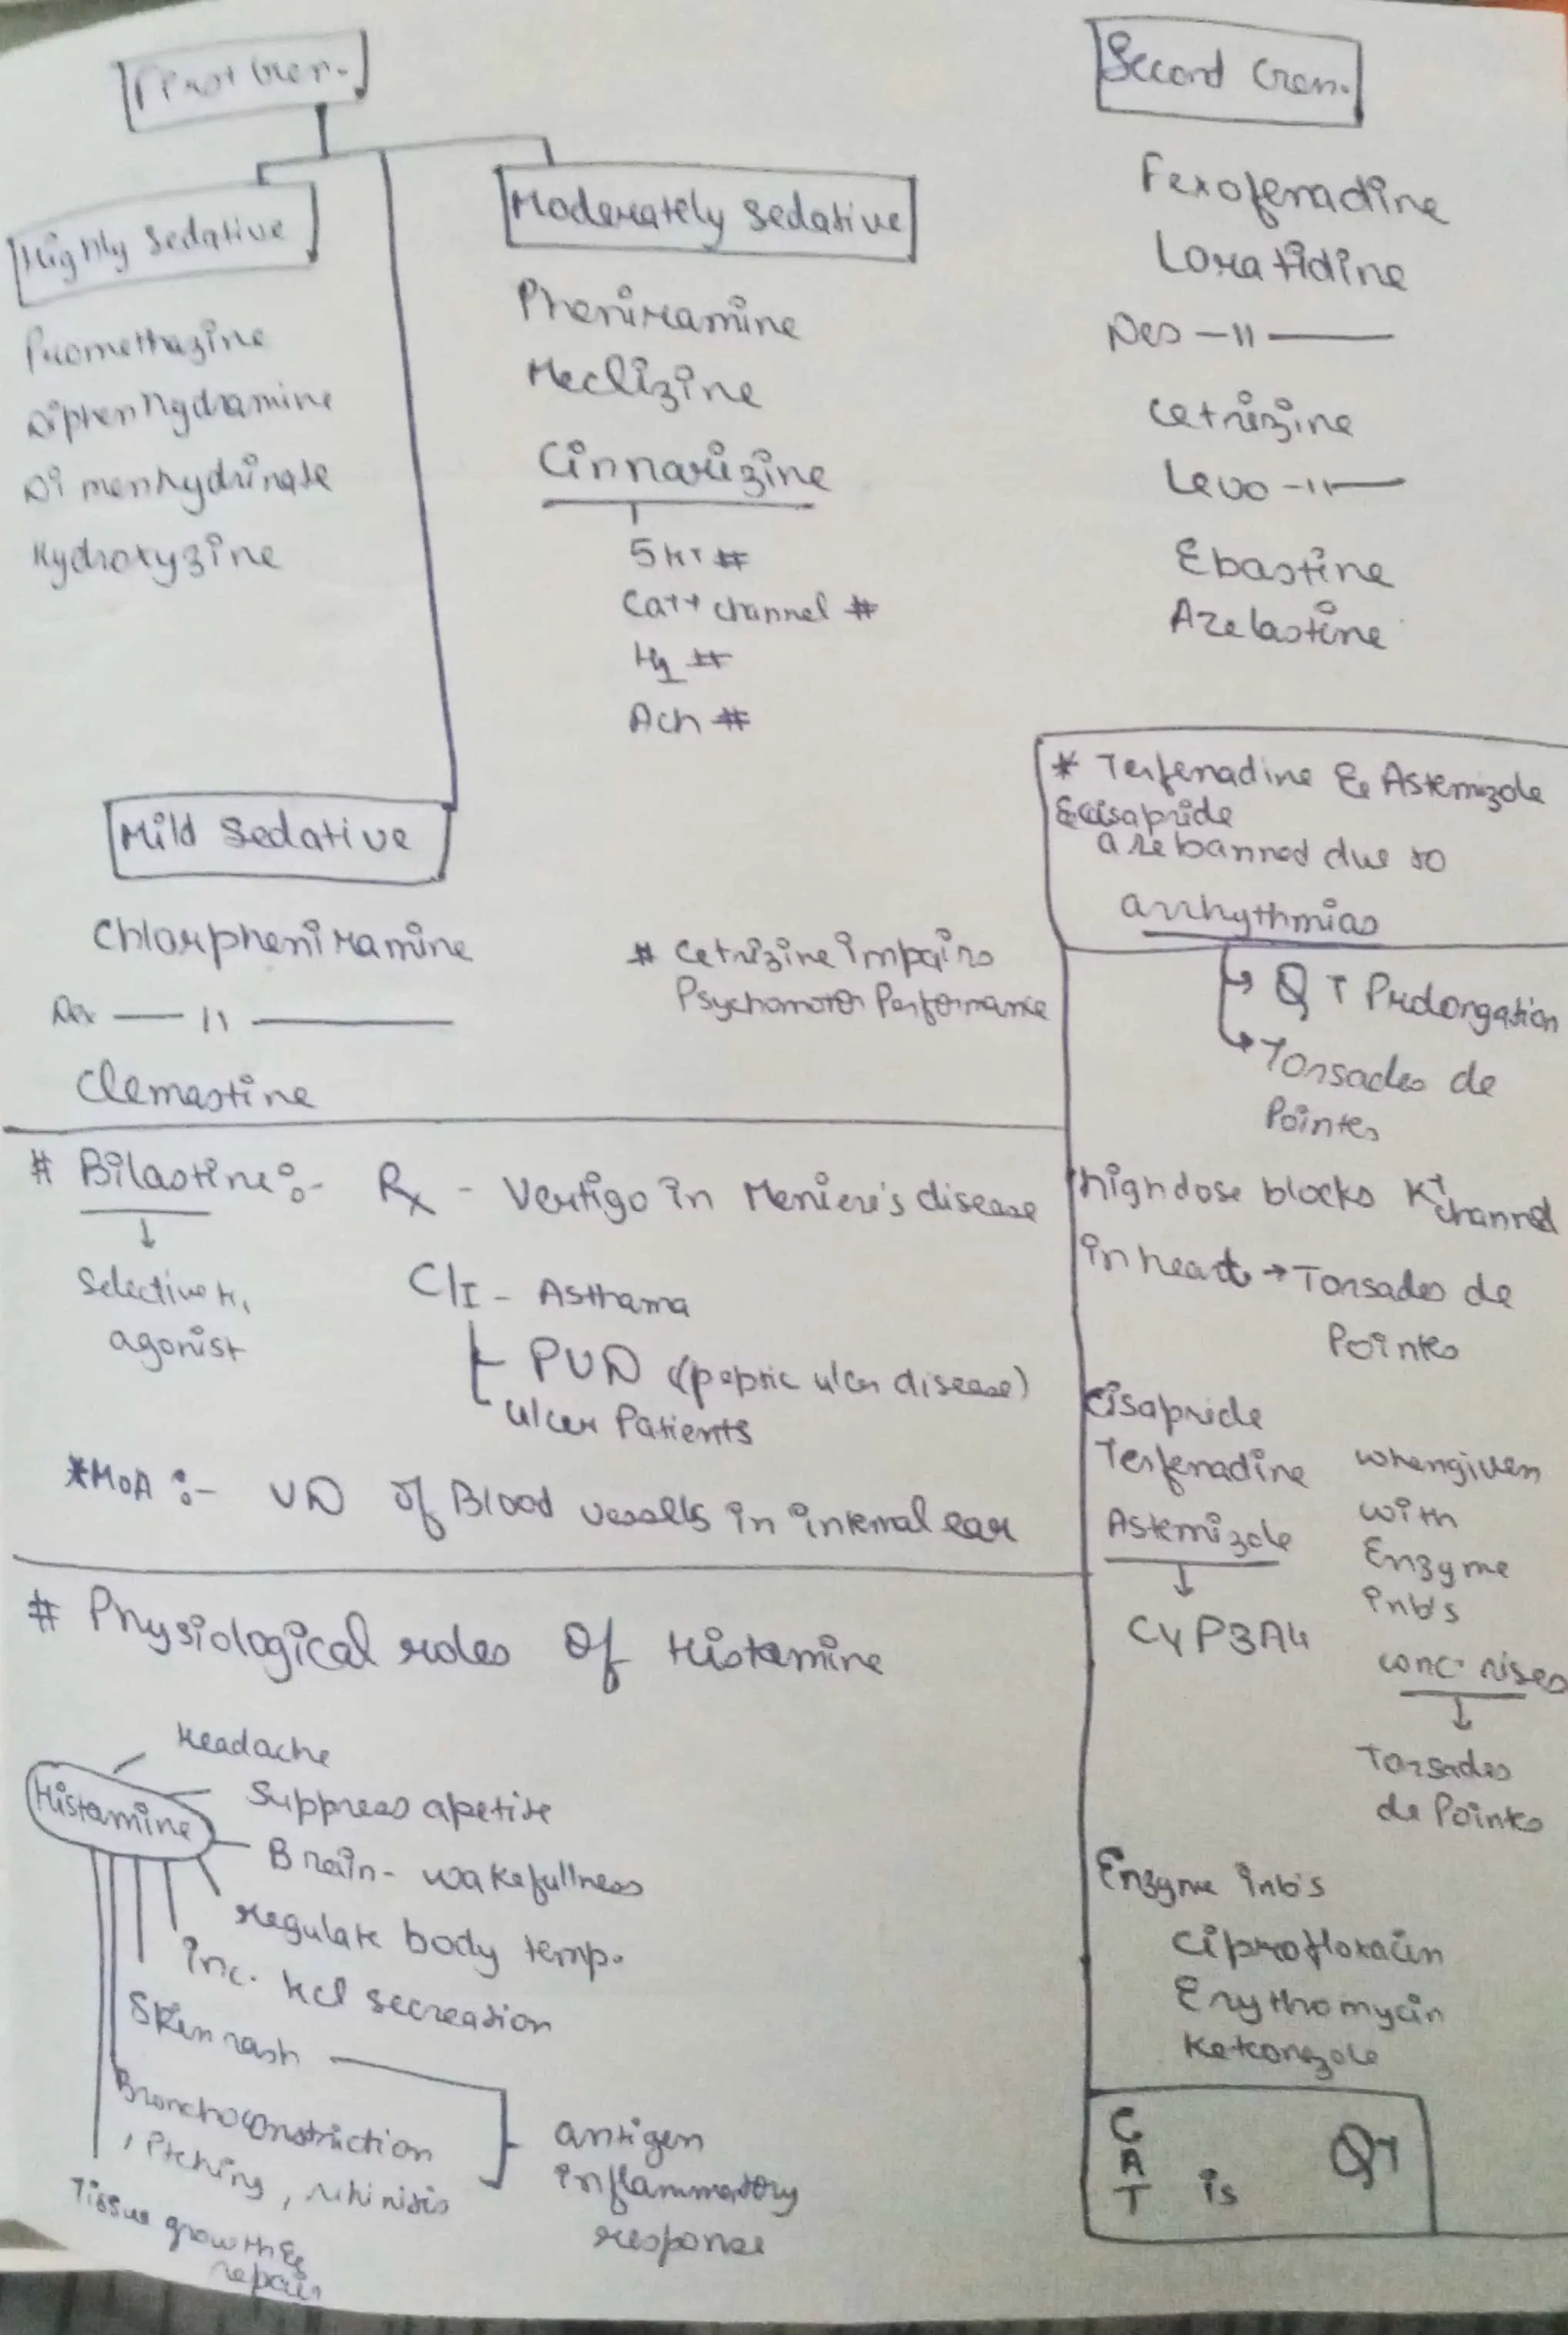 First Gen.
Highly Sedative
Promethazine
Diphenhydramine
Dimenhydrinate
Hydroxyzine
Moderately Sedative
Pheniramine
Meclizine
Cinnarizine
5HT #
Ca++ channel #
H1 #
Ach #
Mild Sedative
Chlorpheniramine
Dex — 11 ——
Clemastine
# Cetrizine impairs
Psychomotor Performance
Second Gen.
Fexofenadine
Loratidine
Des — 11 ——
Cetrizine
Levo - 11 —
Ebastine
Azelastine
* Terfenadine & Astemizole
& cisapride
are banned due to
arrhythmias
→ QT Prolongation
→ Torsades de
Pointes
high dose blocks K+ channel
in heart → Torsades de
Pointes
Cisapride
Terfenadine
Astemizole
↓
CYP3A4
when given
with
Enzyme
inb's
conc. rises
↓
Torsades
de Pointes
Enzyme inb's
Ciprofloxacin
Erythromycin
Ketconzole
C
A
T is QT
# Bilastine :- Rx - Vertigo in Meniere's disease
↓
Selective H1
agonist
C/I - Asthama
PUD (peptic ulcer disease)
Ulcer Patients
* MOA :- VD of Blood vessells in internal ear
# Physiological roles of Histamine
Histamine
Headache
Suppress apetite
Brain - wakefullness
regulate body temp.
inc. Hcl secreation
Skin rash
Bronchoconstriction
, itching, rhinitis
Tissue growth &
repair
antigen
inflammatory
response